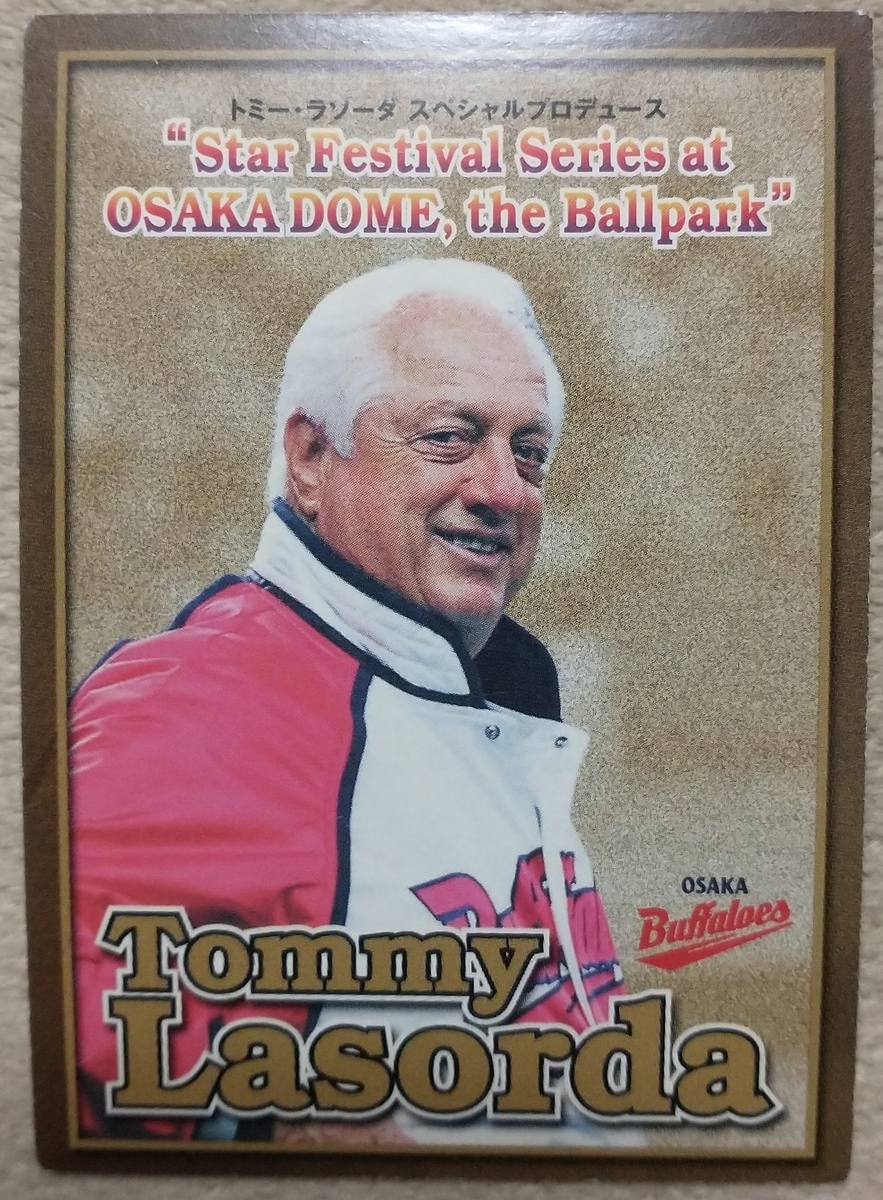 トミー・ラソーダ スペシャルプロデュース
“Star Festival Series at
OSAKA DOME, the Ballpark”
OSAKA
Buffaloes
Tommy
Lasorda